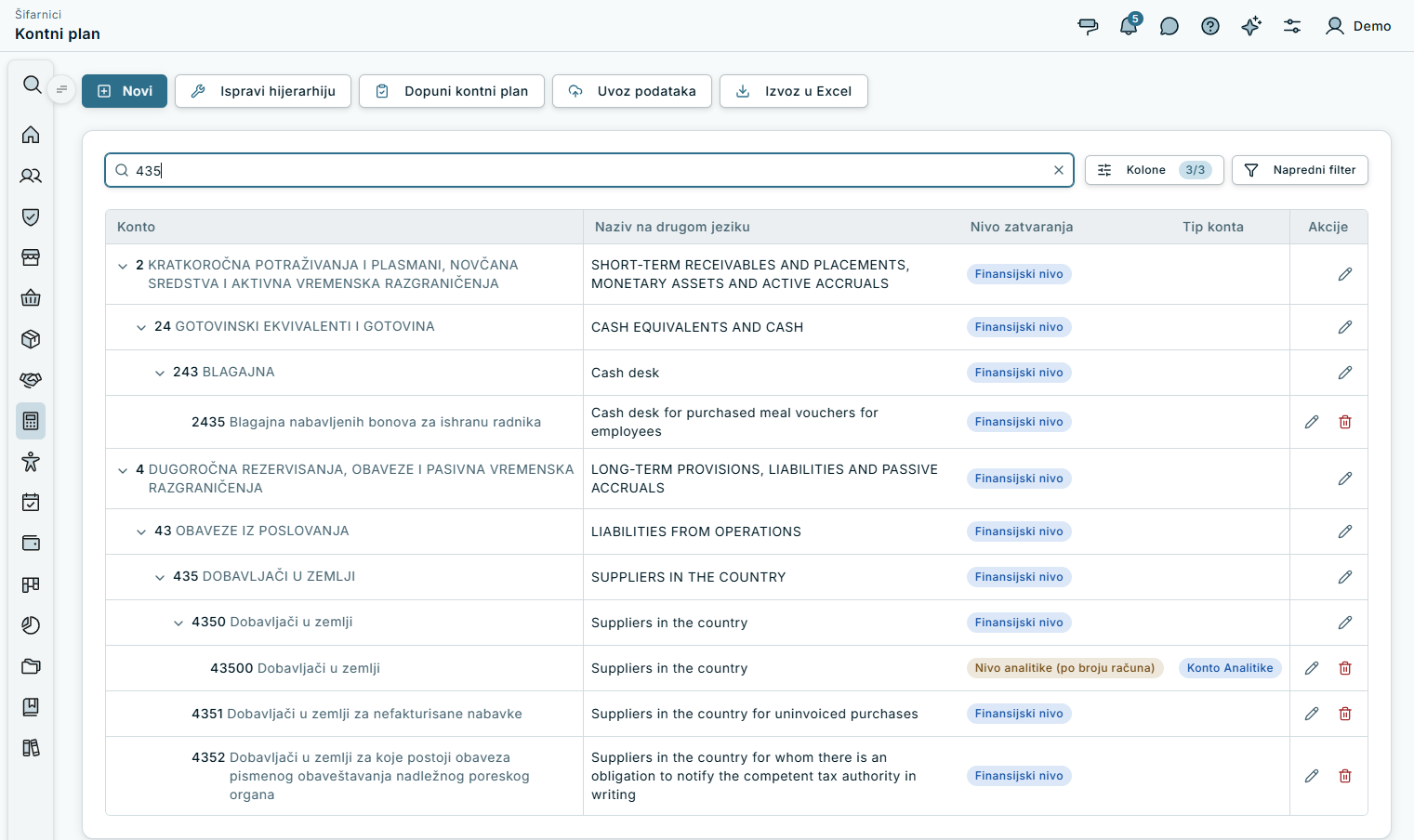 Šifarnici
Kontni plan
5
Demo
Novi
Ispravi hijerarhiju
Dopuni kontni plan
Uvoz podataka
Izvoz u Excel
435
Kolone 3/3
Napredni filter
Konto
Naziv na drugom jeziku
Nivo zatvaranja
Tip konta
Akcije
2 KRATKOROČNA POTRAŽIVANJA I PLASMANI, NOVČANA
SREDSTVA I AKTIVNA VREMENSKA RAZGRANIČENJA
SHORT-TERM RECEIVABLES AND PLACEMENTS,
MONETARY ASSETS AND ACTIVE ACCRUALS
Finansijski nivo
24 GOTOVINSKI EKVIVALENTI I GOTOVINA
CASH EQUIVALENTS AND CASH
Finansijski nivo
243 BLAGAJNA
Cash desk
Finansijski nivo
2435 Blagajna nabavljenih bonova za ishranu radnika
Cash desk for purchased meal vouchers for
employees
Finansijski nivo
4 DUGOROČNA REZERVISANJA, OBAVEZE I PASIVNA VREMENSKA
RAZGRANIČENJA
LONG-TERM PROVISIONS, LIABILITIES AND PASSIVE
ACCRUALS
Finansijski nivo
43 OBAVEZE IZ POSLOVANJA
LIABILITIES FROM OPERATIONS
Finansijski nivo
435 DOBAVLJAČI U ZEMLJI
SUPPLIERS IN THE COUNTRY
Finansijski nivo
4350 Dobavljači u zemlji
Suppliers in the country
Finansijski nivo
43500 Dobavljači u zemlji
Suppliers in the country
Nivo analitike (po broju računa)
Konto Analitike
4351 Dobavljači u zemlji za nefakturisane nabavke
Suppliers in the country for uninvoiced purchases
Finansijski nivo
4352 Dobavljači u zemlji za koje postoji obaveza
pismenog obaveštavanja nadležnog poreskog
organa
Suppliers in the country for whom there is an
obligation to notify the competent tax authority in
writing
Finansijski nivo